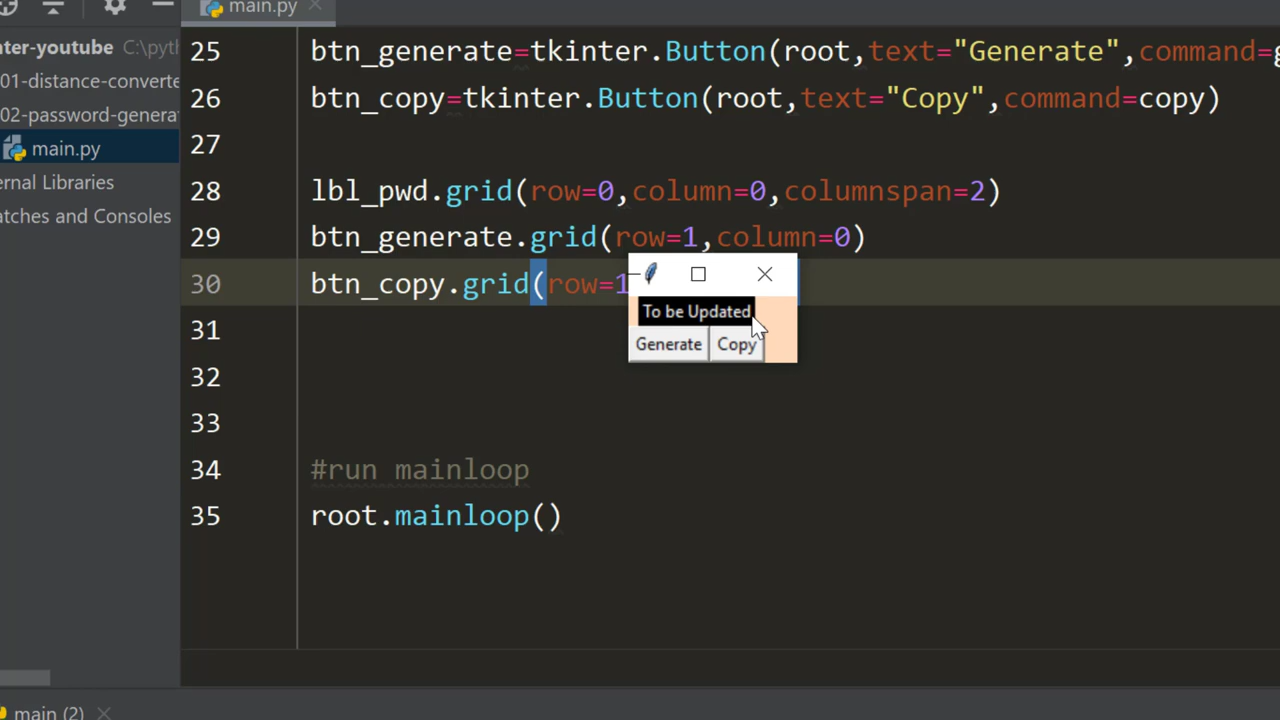 main.py
nter-youtube C:\pyth
01-distance-converte
02-password-genera
main.py
ernal Libraries
atches and Consoles
25 btn_generate=tkinter.Button(root,text="Generate",command=g
26 btn_copy=tkinter.Button(root,text="Copy",command=copy)
27
28 lbl_pwd.grid(row=0,column=0,columnspan=2)
29 btn_generate.grid(row=1,column=0)
30 btn_copy.grid(row=1
To be Updated
Generate Copy
31
32
33
34 #run mainloop
35 root.mainloop()
main (2)